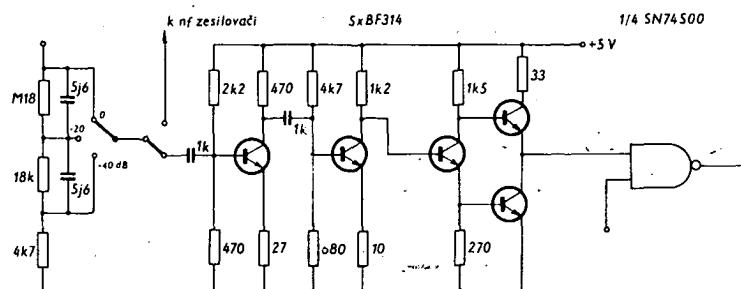 k nf zesilovači
5xBF314
1/4 SN74S00
+5 V
M18
5j6
0
-20
-40 dB
18k
5j6
4k7
1k
2k2
470
470
27
1k
4k7
1k2
10
1k5
270
33